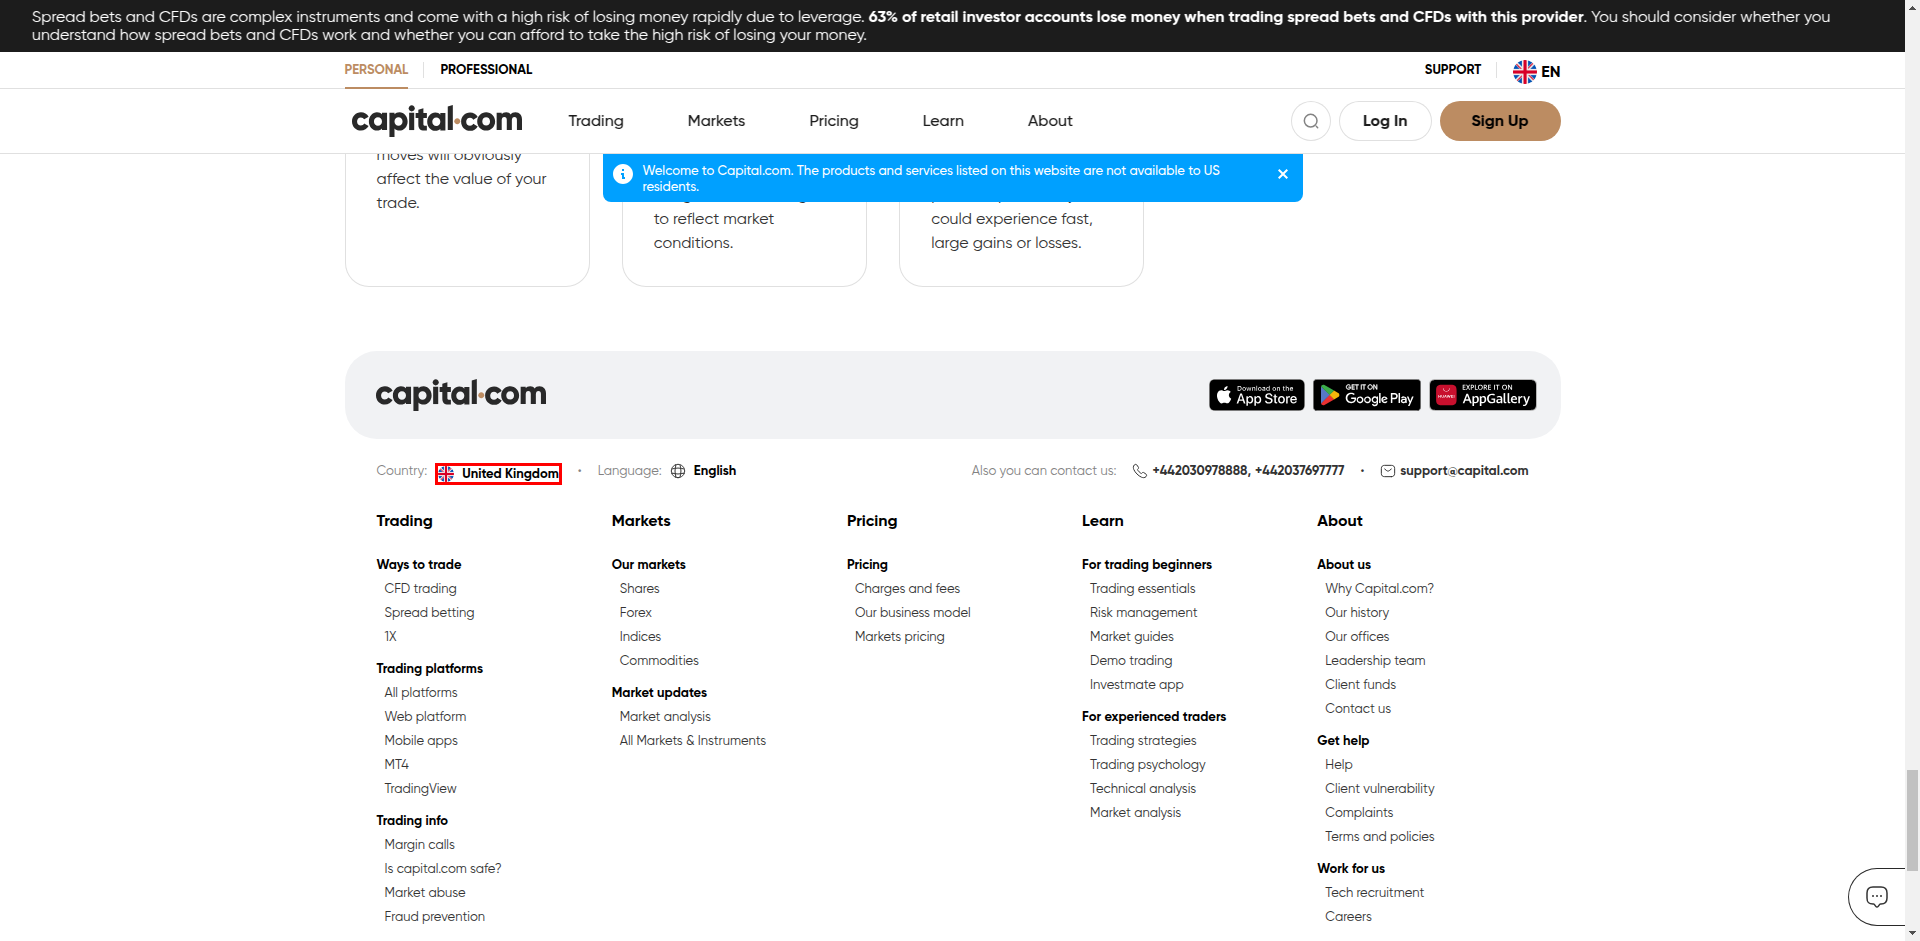 Spread bets and CFDs are complex instruments and come with a high risk of losing money rapidly due to leverage. 63% of retail investor accounts lose money when trading spread bets and CFDs with this provider. You should consider whether you
understand how spread bets and CFDs work and whether you can afford to take the high risk of losing your money.
PERSONAL PROFESSIONAL SUPPORT EN
capital.com Trading Markets Pricing Learn About Log In Sign Up
moves will obviously
affect the value of your
trade.
Welcome to Capital.com. The products and services listed on this website are not available to US
residents.
to reflect market
conditions.
could experience fast,
large gains or losses.
capital.com
Download on the
App Store
GET IT ON
Google Play
HUAWEI
EXPLORE IT ON
AppGallery
Country: United Kingdom • Language: English Also you can contact us: +442030978888, +442037697777 • support@capital.com
Trading
Ways to trade
CFD trading
Spread betting
1X
Trading platforms
All platforms
Web platform
Mobile apps
MT4
TradingView
Trading info
Margin calls
Is capital.com safe?
Market abuse
Fraud prevention
Markets
Our markets
Shares
Forex
Indices
Commodities
Market updates
Market analysis
All Markets & Instruments
Pricing
Pricing
Charges and fees
Our business model
Markets pricing
Learn
For trading beginners
Trading essentials
Risk management
Market guides
Demo trading
Investmate app
For experienced traders
Trading strategies
Trading psychology
Technical analysis
Market analysis
About
About us
Why Capital.com?
Our history
Our offices
Leadership team
Client funds
Contact us
Get help
Help
Client vulnerability
Complaints
Terms and policies
Work for us
Tech recruitment
Careers